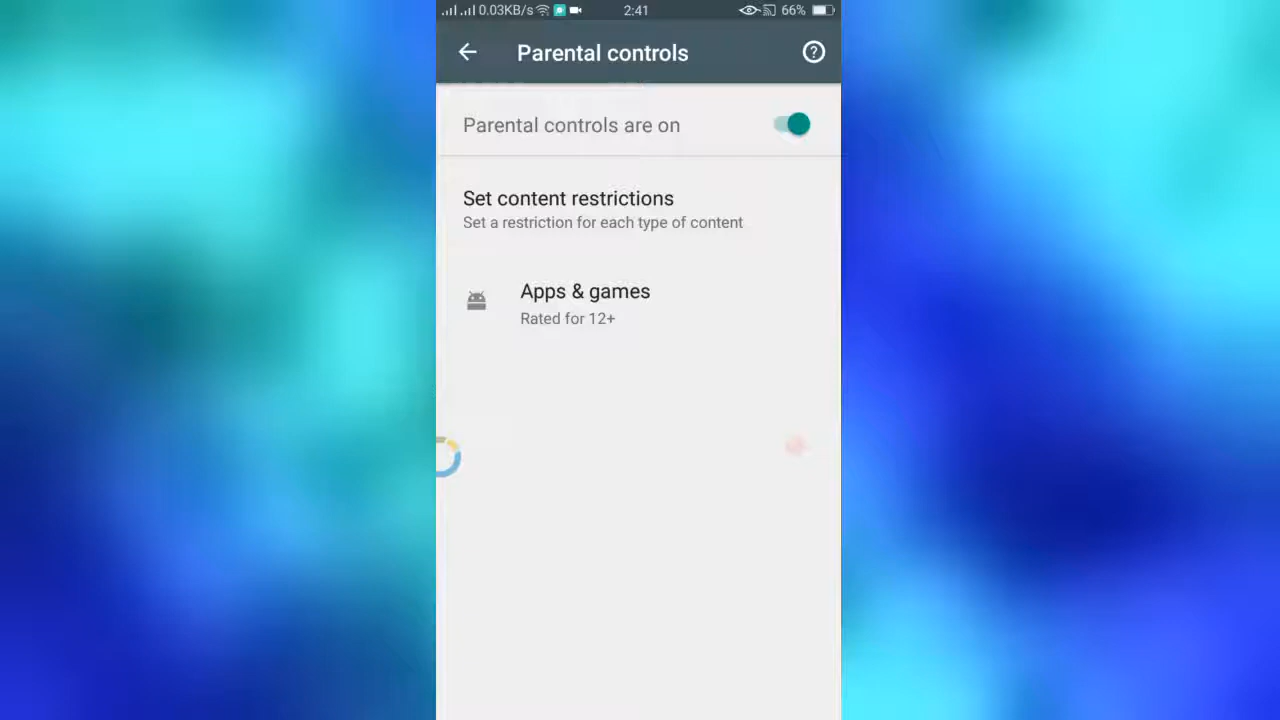 0.03KB/s 2:41 66%
Parental controls
Parental controls are on
Set content restrictions
Set a restriction for each type of content
Apps & games
Rated for 12+